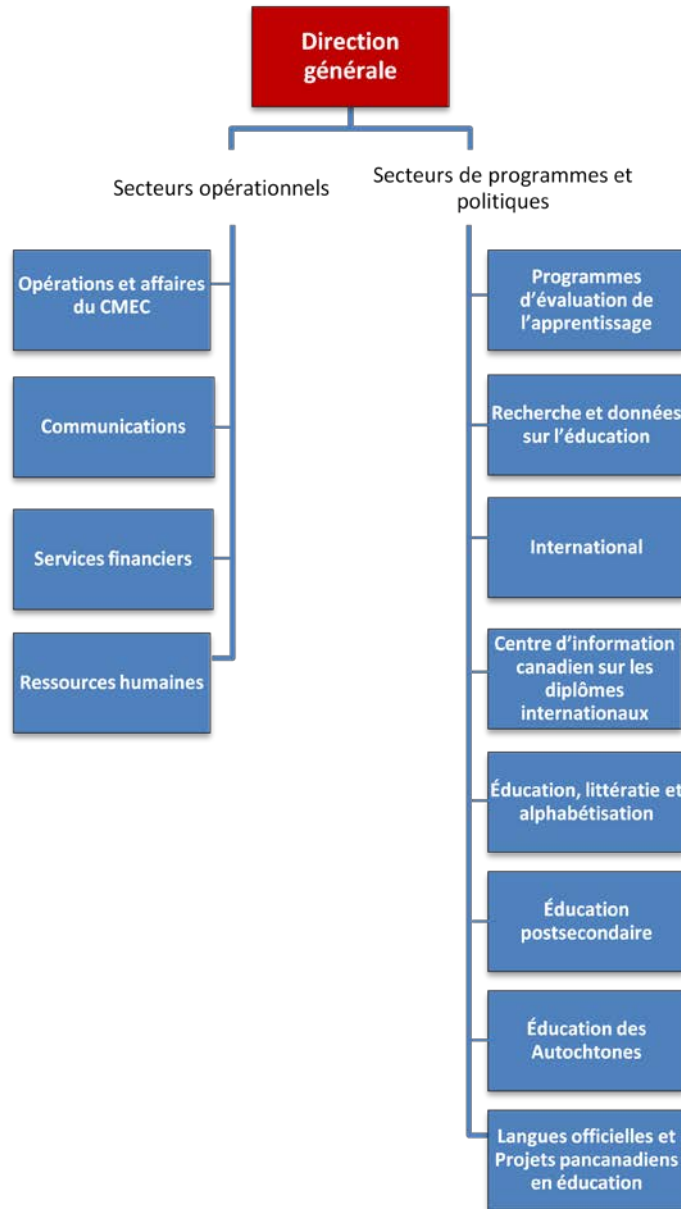 Direction
générale
Secteurs opérationnels
Opérations et affaires
du CMEC
Communications
Services financiers
Ressources humaines
Secteurs de programmes et
politiques
Programmes
d’évaluation de
l’apprentissage
Recherche et données
sur l’éducation
International
Centre d’information
canadien sur les
diplômes
internationaux
Éducation, littératie et
alphabétisation
Éducation
postsecondaire
Éducation des
Autochtones
Langues officielles et
Projets pancanadiens
en éducation